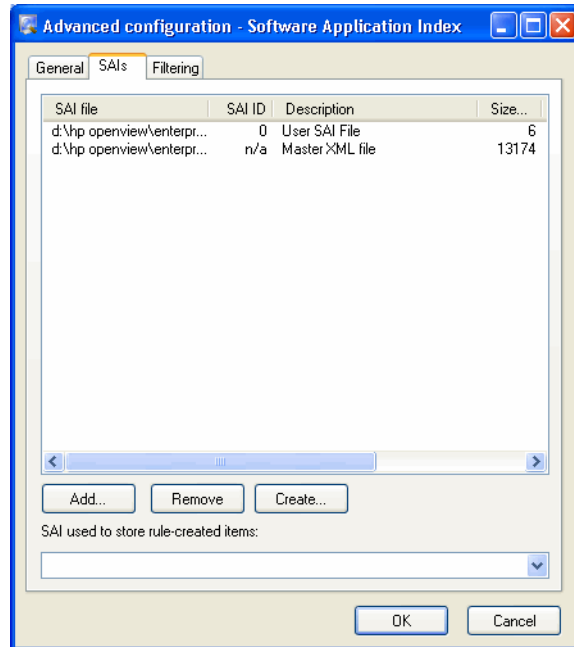 Advanced configuration - Software Application Index
General SAIs Filtering
SAI file SAI ID Description Size...
d:\hp openview\enterpr... 0 User SAI File 6
d:\hp openview\enterpr... n/a Master XML file 13174
Add... Remove Create...
SAI used to store rule-created items:
OK Cancel